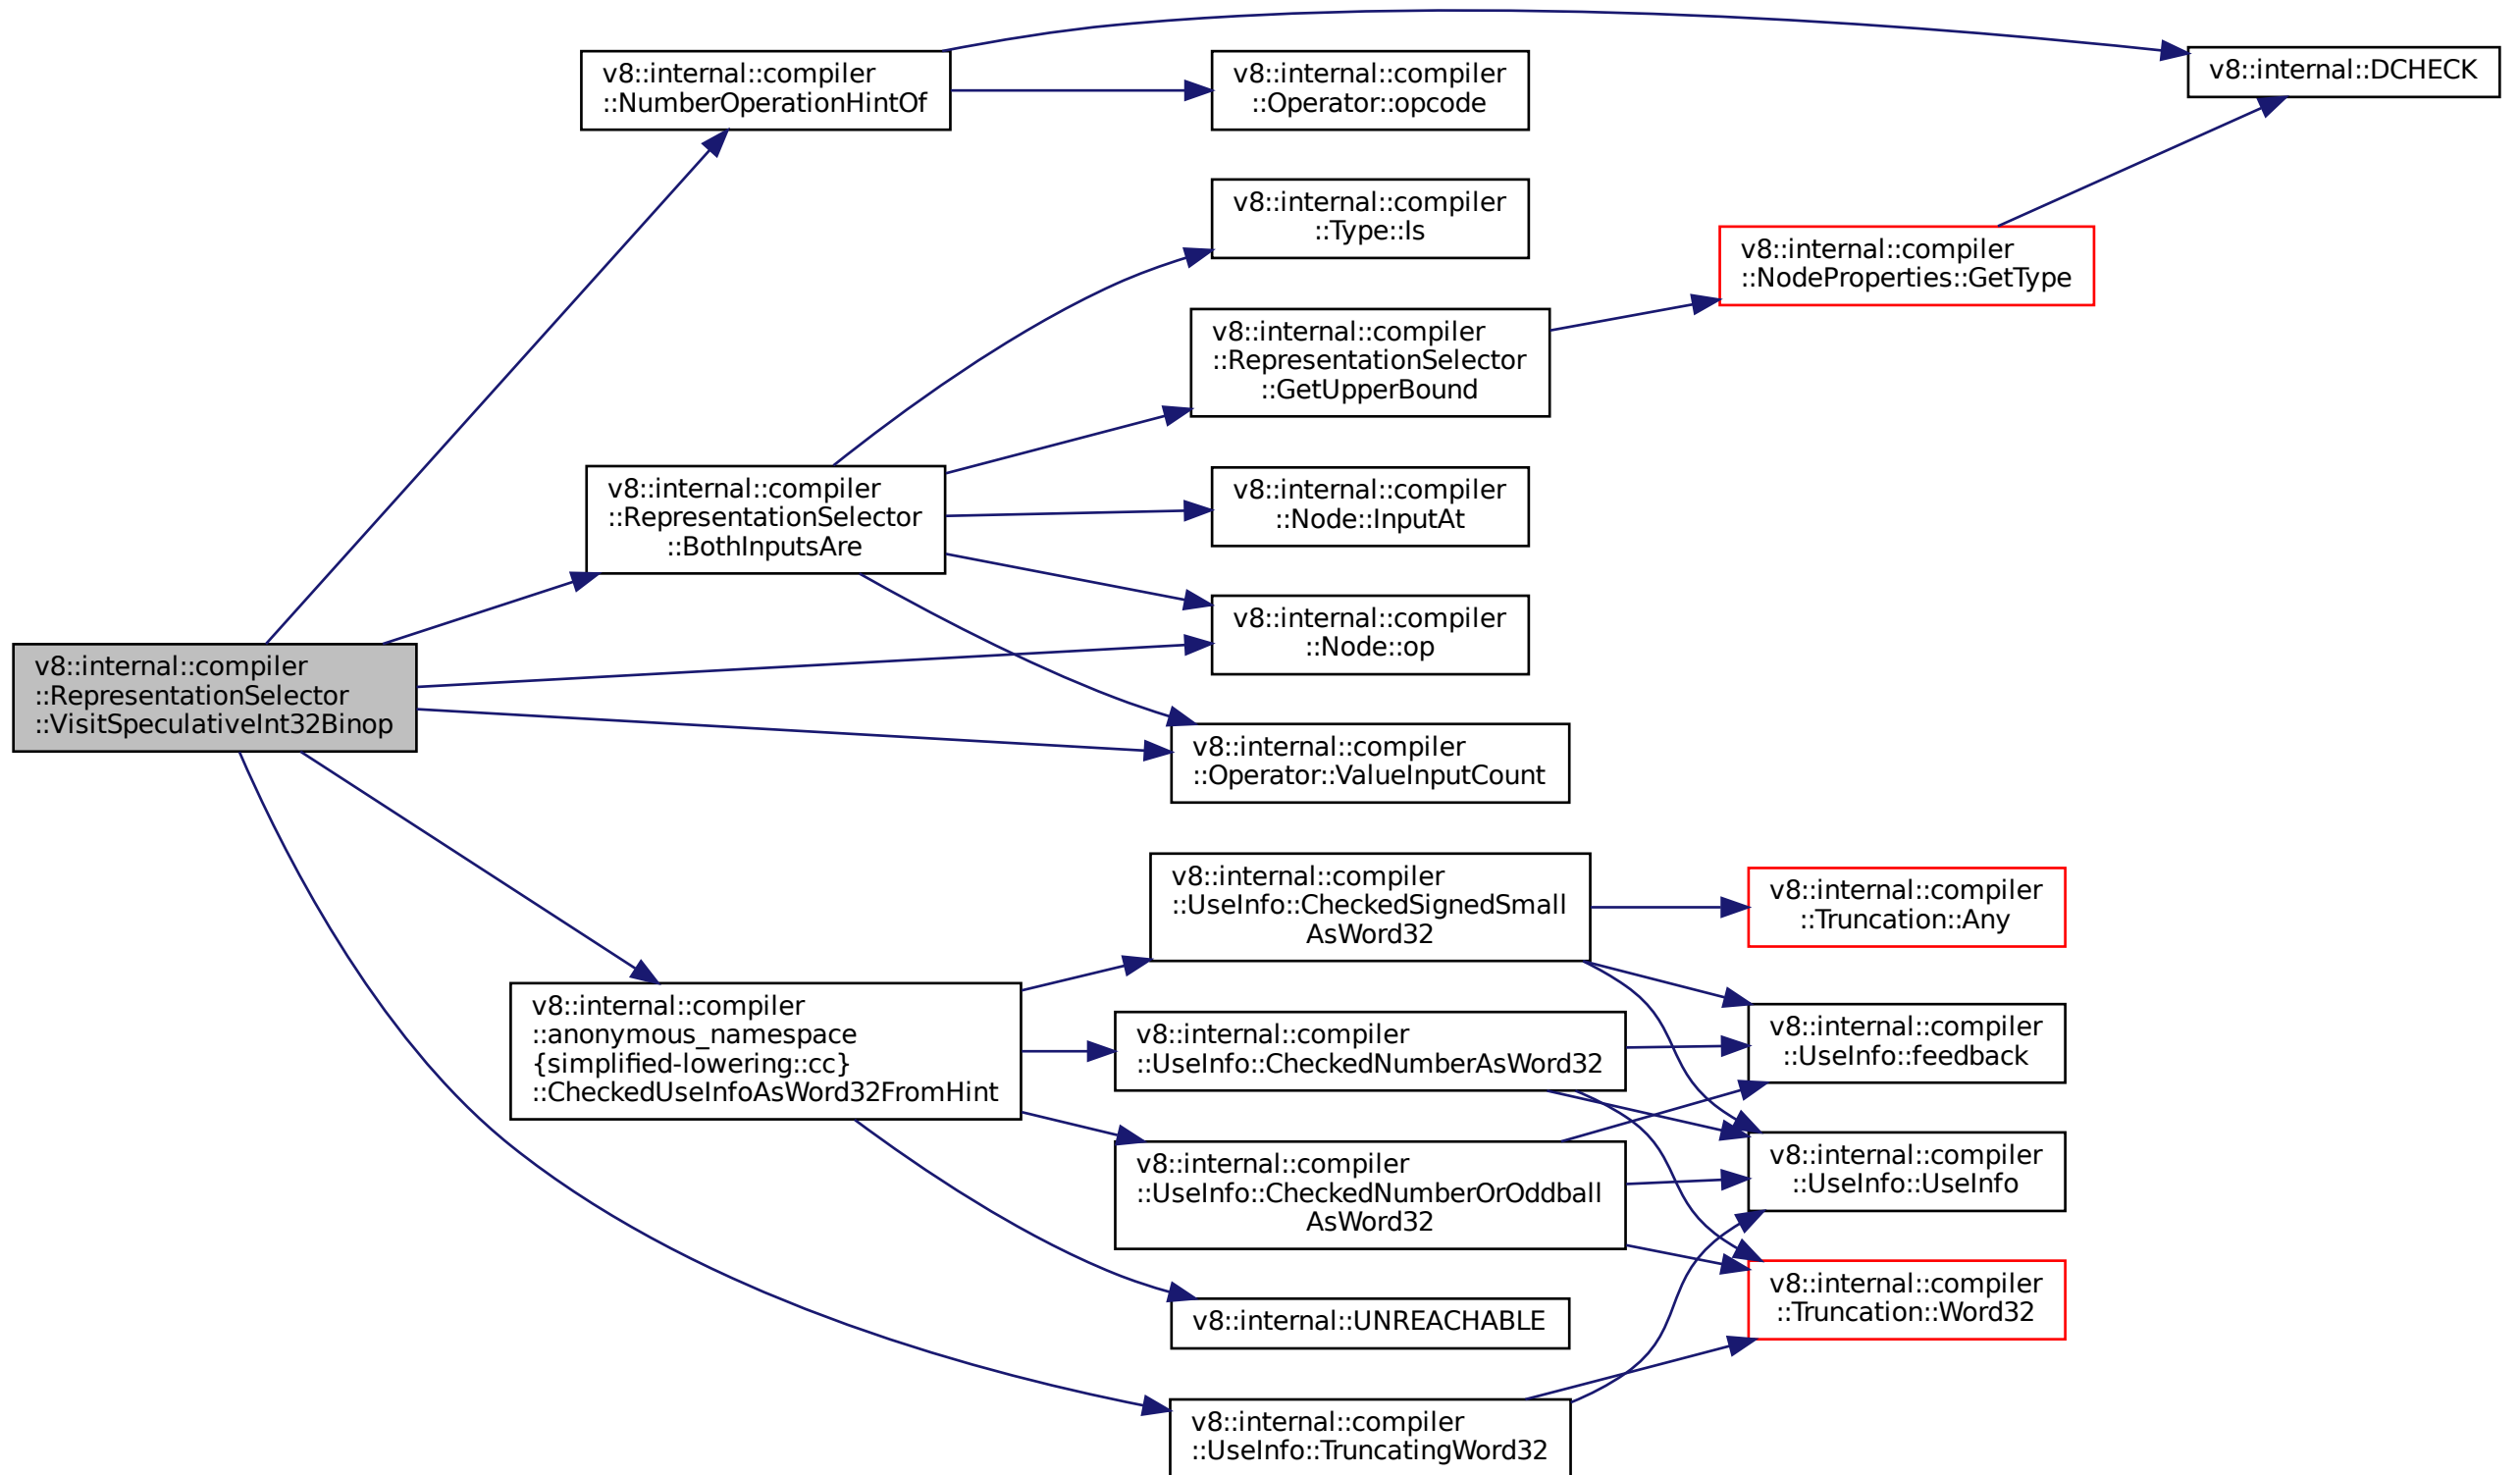 v8::internal::compiler
::RepresentationSelector
::VisitSpeculativeInt32Binop
v8::internal::compiler
::NumberOperationHintOf
v8::internal::compiler
::RepresentationSelector
::BothInputsAre
v8::internal::compiler
::anonymous_namespace
{simplified-lowering::cc}
::CheckedUseInfoAsWord32FromHint
v8::internal::compiler
::Operator::opcode
v8::internal::compiler
::Type::Is
v8::internal::compiler
::RepresentationSelector
::GetUpperBound
v8::internal::compiler
::Node::InputAt
v8::internal::compiler
::Node::op
v8::internal::compiler
::Operator::ValueInputCount
v8::internal::compiler
::UseInfo::CheckedSignedSmall
AsWord32
v8::internal::compiler
::UseInfo::CheckedNumberAsWord32
v8::internal::compiler
::UseInfo::CheckedNumberOrOddball
AsWord32
v8::internal::UNREACHABLE
v8::internal::compiler
::UseInfo::TruncatingWord32
v8::internal::compiler
::NodeProperties::GetType
v8::internal::compiler
::Truncation::Any
v8::internal::compiler
::UseInfo::feedback
v8::internal::compiler
::UseInfo::UseInfo
v8::internal::compiler
::Truncation::Word32
v8::internal::DCHECK